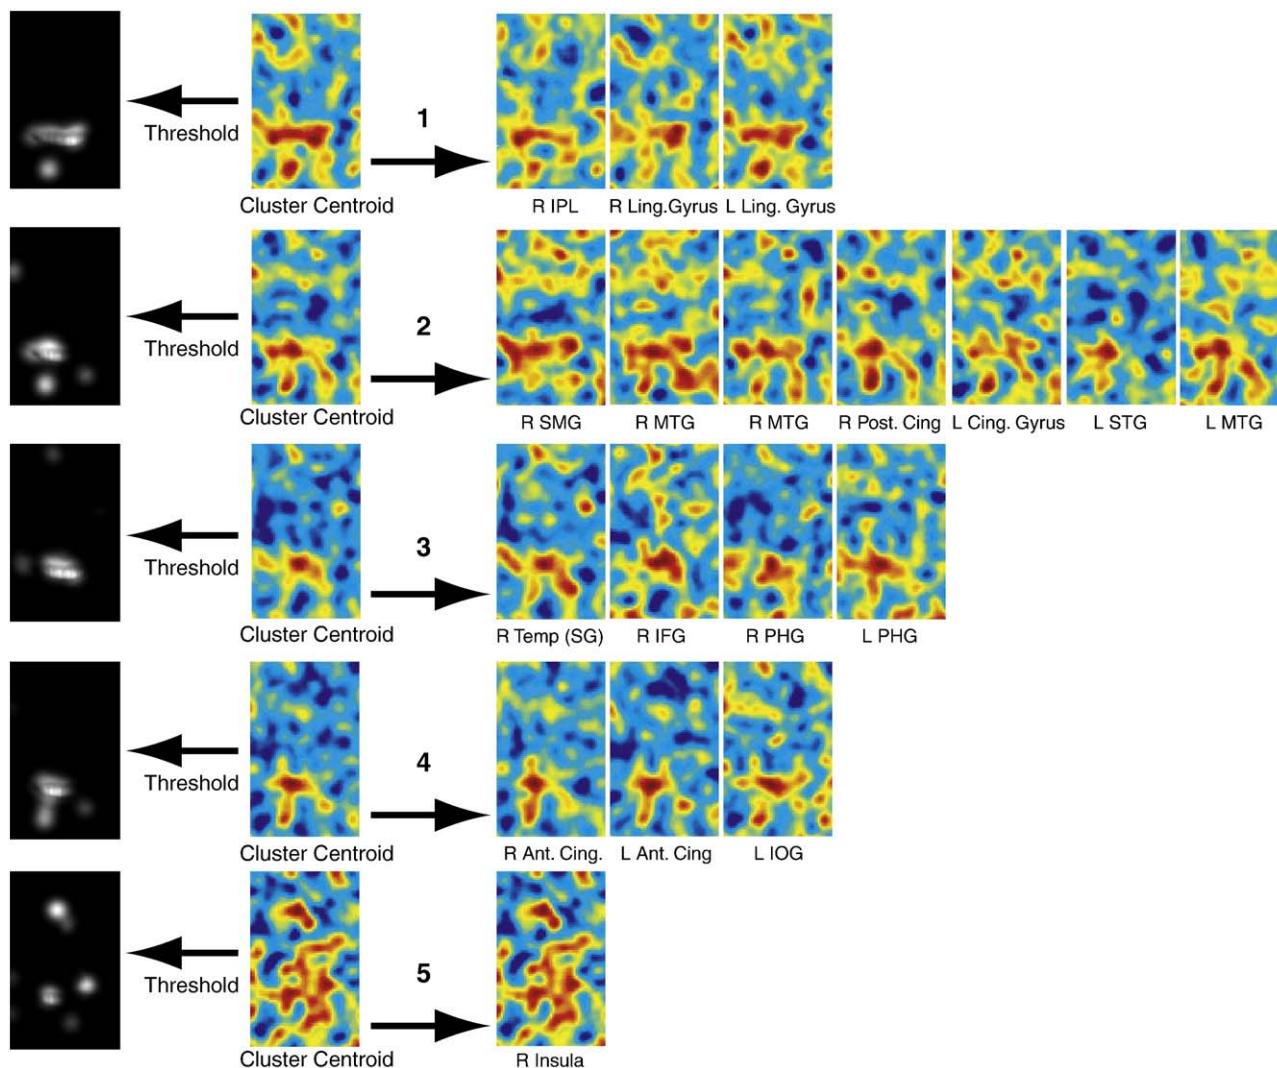 Threshold
1
Cluster Centroid
R IPL
R Ling.Gyrus
L Ling. Gyrus
Threshold
2
Cluster Centroid
R SMG
R MTG
R MTG
R Post. Cing
L Cing. Gyrus
L STG
L MTG
Threshold
3
Cluster Centroid
R Temp (SG)
R IFG
R PHG
L PHG
Threshold
4
Cluster Centroid
R Ant. Cing.
L Ant. Cing
L IOG
Threshold
5
Cluster Centroid
R Insula